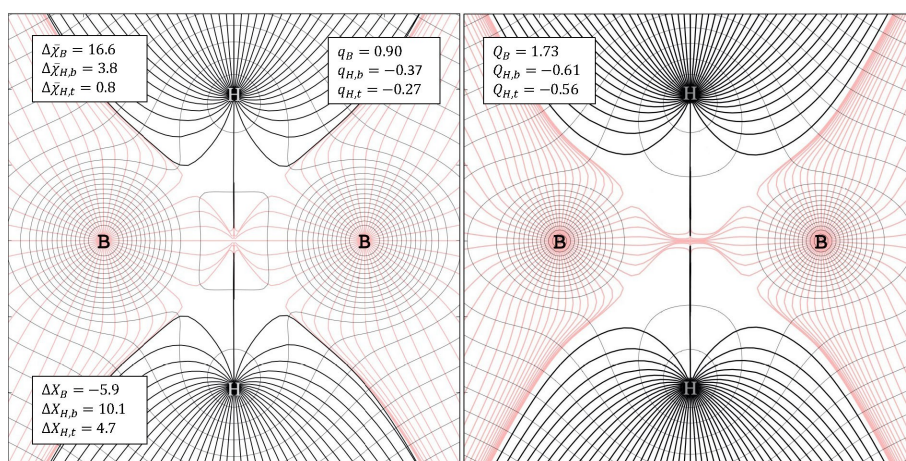 Δχ̄_B = 16.6
Δχ̄_{H,b} = 3.8
Δχ̄_{H,t} = 0.8
q_B = 0.90
q_{H,b} = −0.37
q_{H,t} = −0.27
H
B
B
H
ΔX_B = −5.9
ΔX_{H,b} = 10.1
ΔX_{H,t} = 4.7
Q_B = 1.73
Q_{H,b} = −0.61
Q_{H,t} = −0.56
H
B
B
H